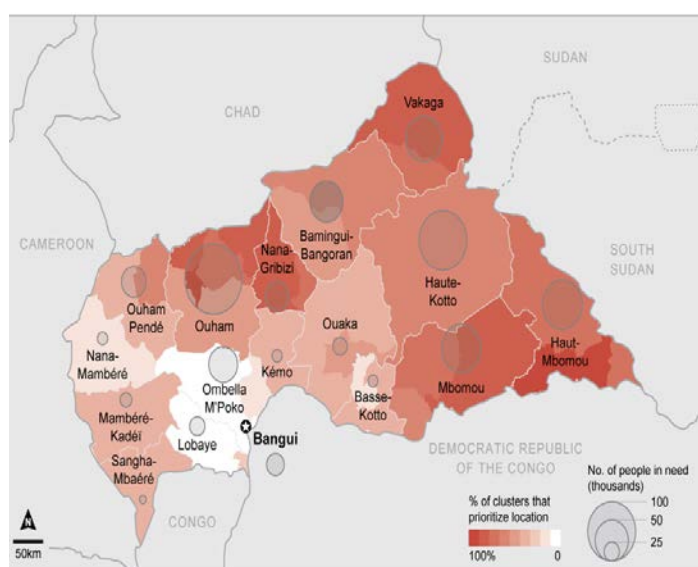 SUDAN
Vakaga
CHAD
Bamingui-
Bangoran
CAMEROON
Nana-
Gribizi
SOUTH
SUDAN
Haute-
Kotto
Ouham
Pendé
Ouham
Ouaka
Haut-
Mbomou
Nana-
Mambéré
Kémo
Mbomou
Ombella
M'Poko
Basse-
Kotto
Mambéré-
Kadéï
Lobaye
Bangui
DEMOCRATIC REPUBLIC
OF THE CONGO
Sangha-
Mbaéré
CONGO
N
50km
% of clusters that
prioritize location
100% 0
No. of people in need
(thousands)
100
50
25